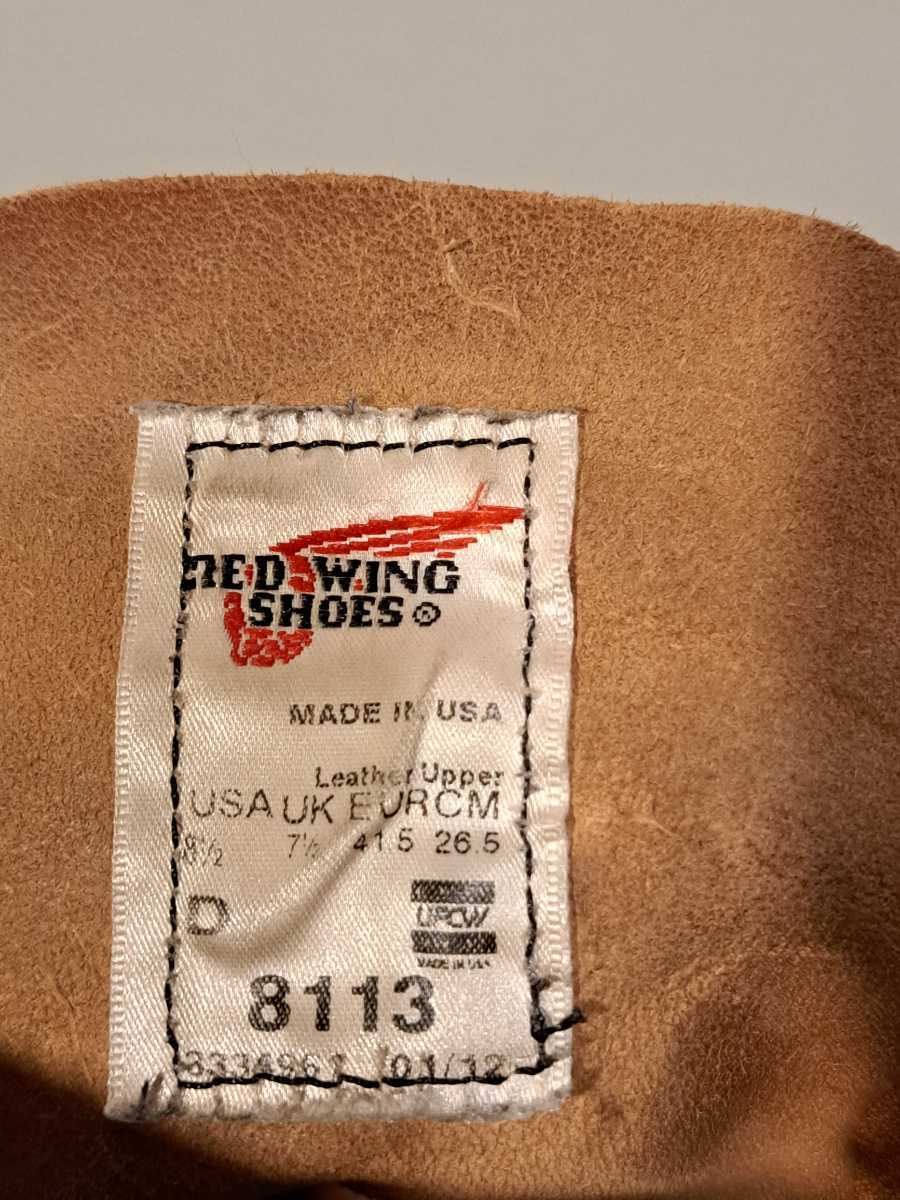 RED WING
SHOES®
MADE IN USA
Leather Upper
USA UK EUR CM
8½ 7½ 41.5 26.5
D
UFCW
MADE IN USA
8113
01/12